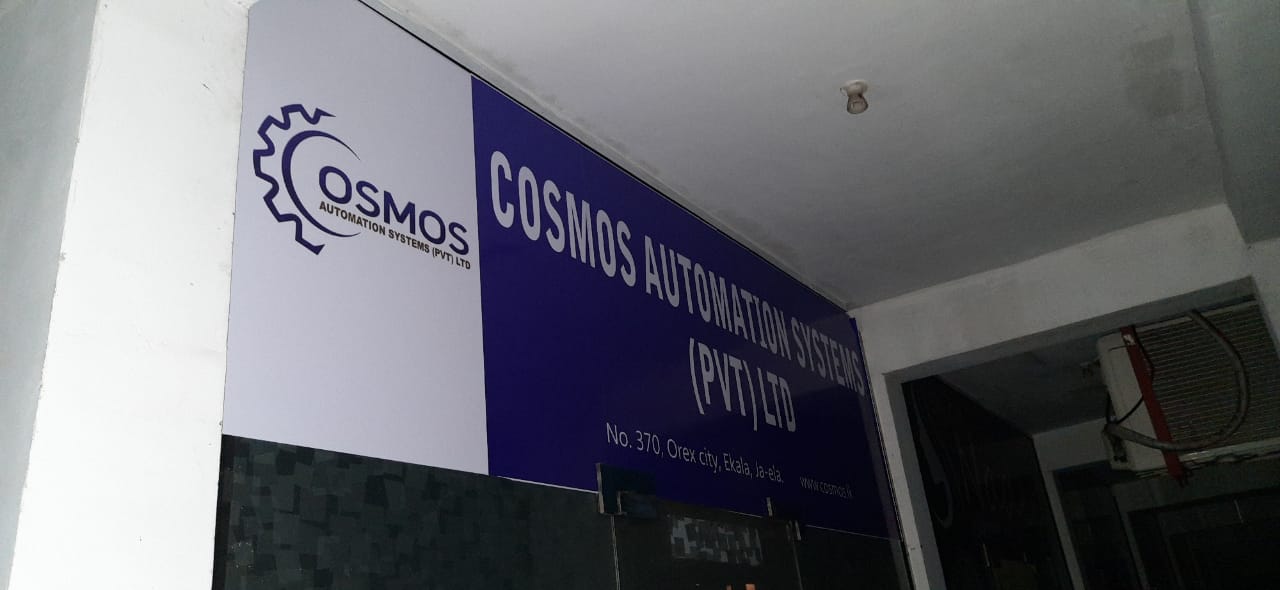 COSMOS
AUTOMATION SYSTEMS (PVT) LTD
COSMOS AUTOMATION SYSTEMS
(PVT) LTD
No. 370, Orex city, Ekala, Ja-ela.
www.cosmos.lk